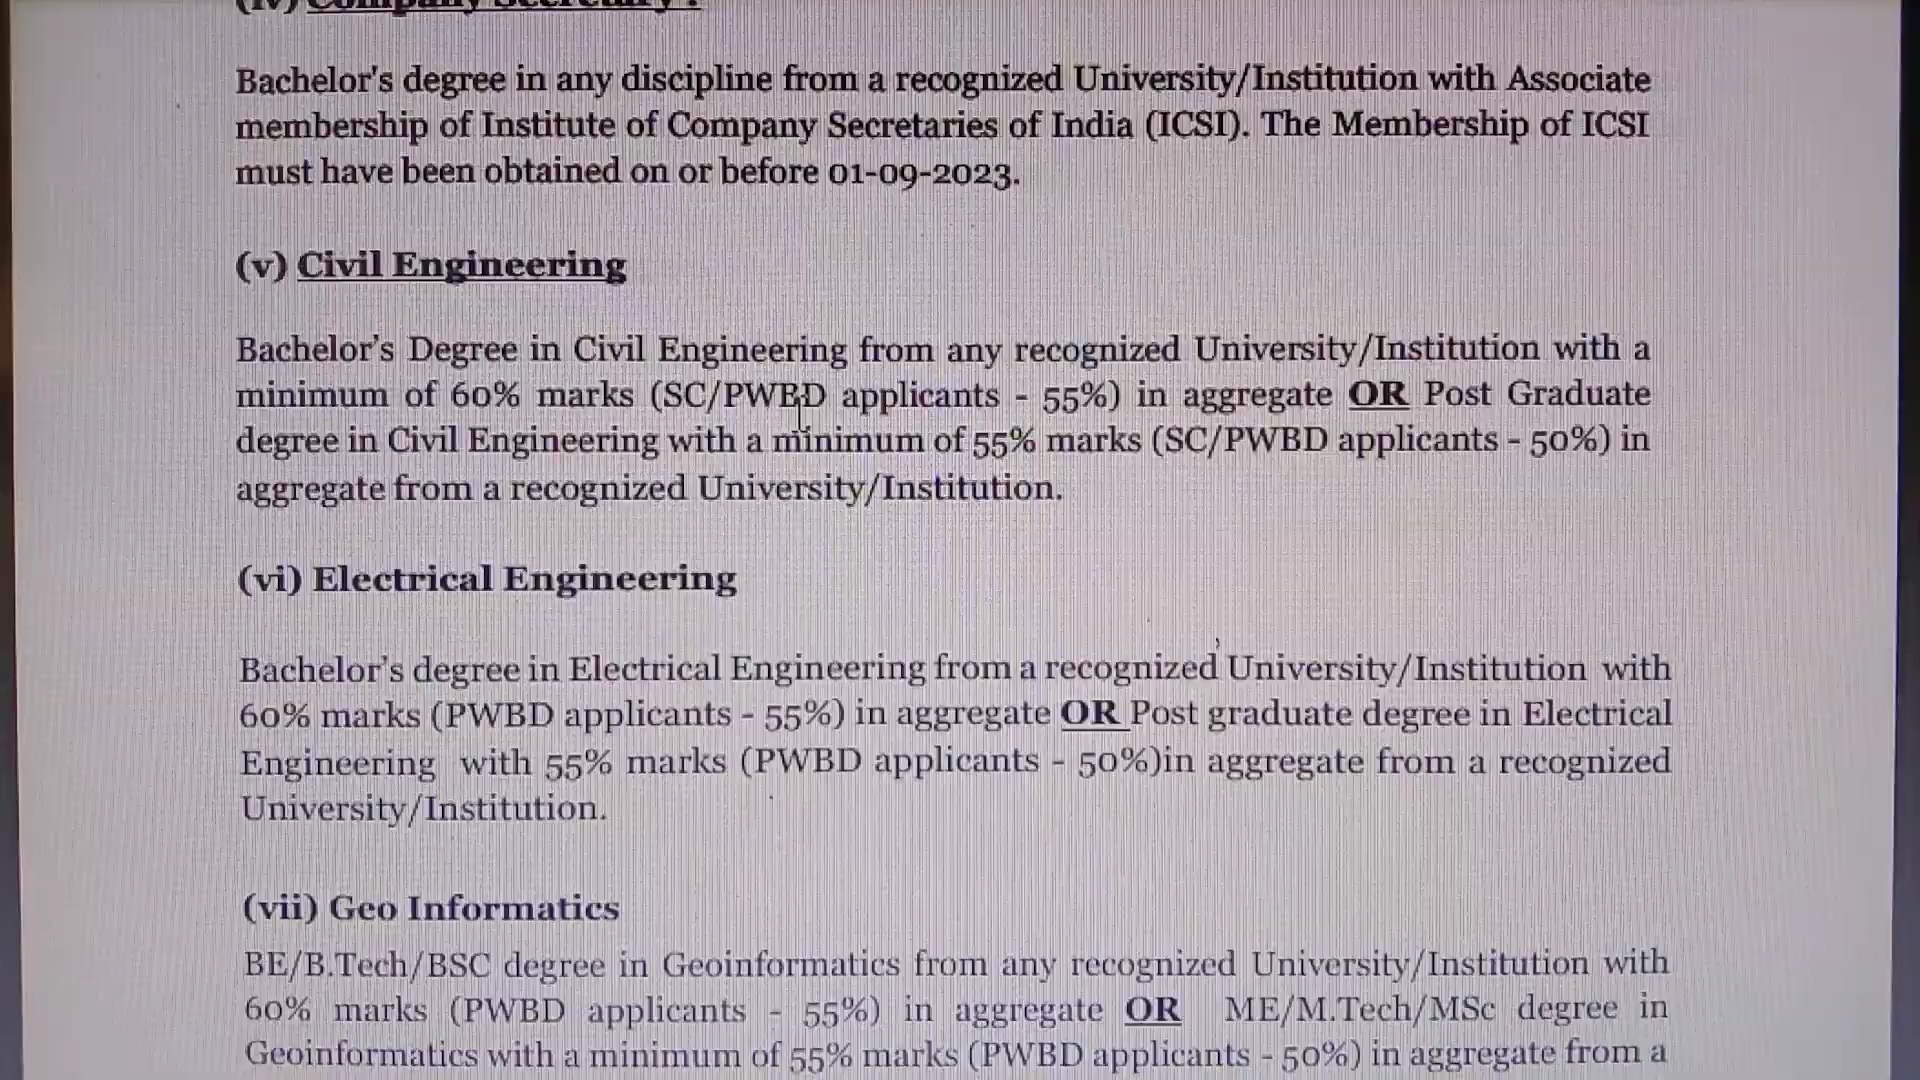 (iv) Company Secretary :
Bachelor's degree in any discipline from a recognized University/Institution with Associate
membership of Institute of Company Secretaries of India (ICSI). The Membership of ICSI
must have been obtained on or before 01-09-2023.
(v) Civil Engineering
Bachelor's Degree in Civil Engineering from any recognized University/Institution with a
minimum of 60% marks (SC/PWBD applicants - 55%) in aggregate OR Post Graduate
degree in Civil Engineering with a minimum of 55% marks (SC/PWBD applicants - 50%) in
aggregate from a recognized University/Institution.
(vi) Electrical Engineering
Bachelor's degree in Electrical Engineering from a recognized University/Institution with
60% marks (PWBD applicants - 55%) in aggregate OR Post graduate degree in Electrical
Engineering with 55% marks (PWBD applicants - 50%)in aggregate from a recognized
University/Institution.
(vii) Geo Informatics
BE/B.Tech/BSC degree in Geoinformatics from any recognized University/Institution with
60% marks (PWBD applicants - 55%) in aggregate OR ME/M.Tech/MSc degree in
Geoinformatics with a minimum of 55% marks (PWBD applicants - 50%) in aggregate from a